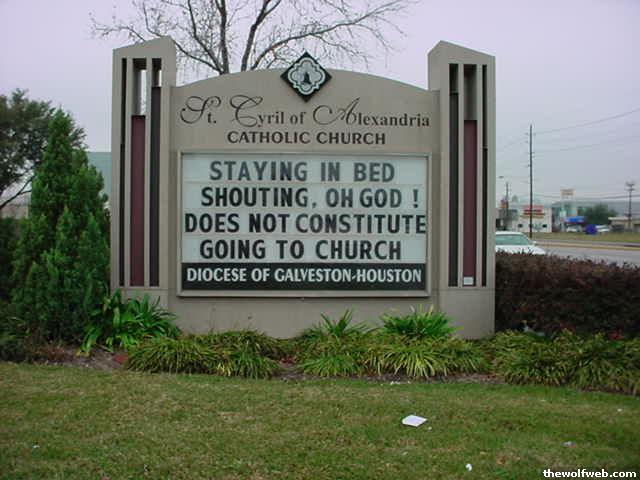 St. Cyril of Alexandria
CATHOLIC CHURCH
STAYING IN BED
SHOUTING, OH GOD !
DOES NOT CONSTITUTE
GOING TO CHURCH
DIOCESE OF GALVESTON-HOUSTON
thewolfweb.com